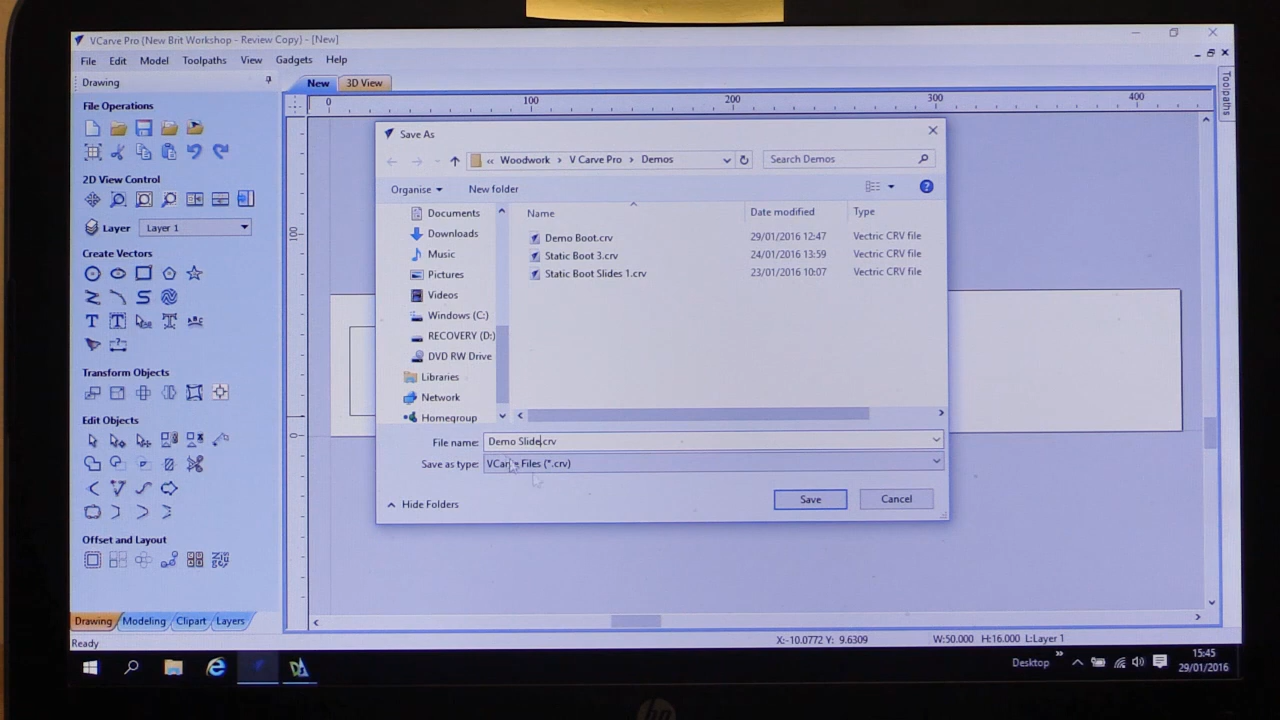 VCarve Pro {New Brit Workshop - Review Copy} - [New]
File Edit Model Toolpaths View Gadgets Help
Drawing
File Operations
2D View Control
Layer Layer 1
Create Vectors
Transform Objects
Edit Objects
Offset and Layout
Drawing Modeling Clipart Layers
Ready
New 3D View
0 100 200 300 400
100
0
Toolpaths
Save As
« Woodwork › V Carve Pro › Demos
Search Demos
Organise New folder
Documents
Downloads
Music
Pictures
Videos
Windows (C:)
RECOVERY (D:)
DVD RW Drive
Libraries
Network
Homegroup
Name Date modified Type
Demo Boot.crv 29/01/2016 12:47 Vectric CRV file
Static Boot 3.crv 24/01/2016 13:59 Vectric CRV file
Static Boot Slides 1.crv 23/01/2016 10:07 Vectric CRV file
File name: Demo Slide.crv
Save as type: VCarve Files (*.crv)
Hide Folders
Save Cancel
X:-10.0772 Y: 9.6309 W:50.000 H:16.000 L:Layer 1
Desktop
15:45
29/01/2016
hp